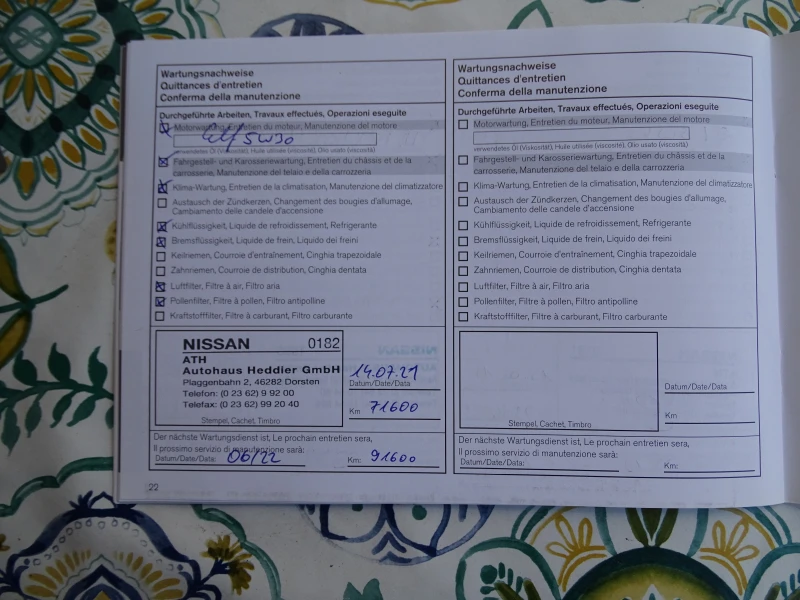 Wartungsnachweise
Quittances d'entretien
Conferma della manutenzione
Durchgeführte Arbeiten, Travaux effectués, Operazioni eseguite
Motorwartung, Entretien du moteur, Manutenzione del motore
5W30
verwendetes Öl (Viscosität), Huile utilisée (viscosité), Olio usato (viscosità)
Fahrgestell- und Karosseriewartung, Entretien du châssis et de la
carrosserie, Manutenzione del telaio e della carrozzeria
Klima-Wartung, Entretien de la climatisation, Manutenzione del climatizzatore
Austausch der Zündkerzen, Changement des bougies d'allumage,
Cambiamento delle candele d'accensione
Kühlflüssigkeit, Liquide de refroidissement, Refrigerante
Bremsflüssigkeit, Liquide de frein, Liquido dei freini
Keilriemen, Courroie d'entraînement, Cinghia trapezoidale
Zahnriemen, Courroie de distribution, Cinghia dentata
Luftfilter, Filtre à air, Filtro aria
Pollenfilter, Filtre à pollen, Filtro antipolline
Kraftstofffilter, Filtre à carburant, Filtro carburante
NISSAN 0182
ATH
Autohaus Heddier GmbH
Plaggenbahn 2, 46282 Dorsten
Telefon: (0 23 62) 9 92 00
Telefax: (0 23 62) 99 20 40
Stempel, Cachet, Timbro
14.07.21
Datum/Date/Data
Km 71600
Der nächste Wartungsdienst ist, Le prochain entretien sera,
Il prossimo servizio di manutenzione sarà:
Datum/Date/Data: 06/22 Km: 91600
22
Wartungsnachweise
Quittances d'entretien
Conferma della manutenzione
Durchgeführte Arbeiten, Travaux effectués, Operazioni eseguite
Motorwartung, Entretien du moteur, Manutenzione del motore
verwendetes Öl (Viscosität), Huile utilisée (viscosité), Olio usato (viscosità)
Fahrgestell- und Karosseriewartung, Entretien du châssis et de la
carrosserie, Manutenzione del telaio e della carrozzeria
Klima-Wartung, Entretien de la climatisation, Manutenzione del climatizzatore
Austausch der Zündkerzen, Changement des bougies d'allumage,
Cambiamento delle candele d'accensione
Kühlflüssigkeit, Liquide de refroidissement, Refrigerante
Bremsflüssigkeit, Liquide de frein, Liquido dei freini
Keilriemen, Courroie d'entraînement, Cinghia trapezoidale
Zahnriemen, Courroie de distribution, Cinghia dentata
Luftfilter, Filtre à air, Filtro aria
Pollenfilter, Filtre à pollen, Filtro antipolline
Kraftstofffilter, Filtre à carburant, Filtro carburante
Stempel, Cachet, Timbro
Datum/Date/Data
Km
Der nächste Wartungsdienst ist, Le prochain entretien sera,
Il prossimo servizio di manutenzione sarà:
Datum/Date/Data: Km: